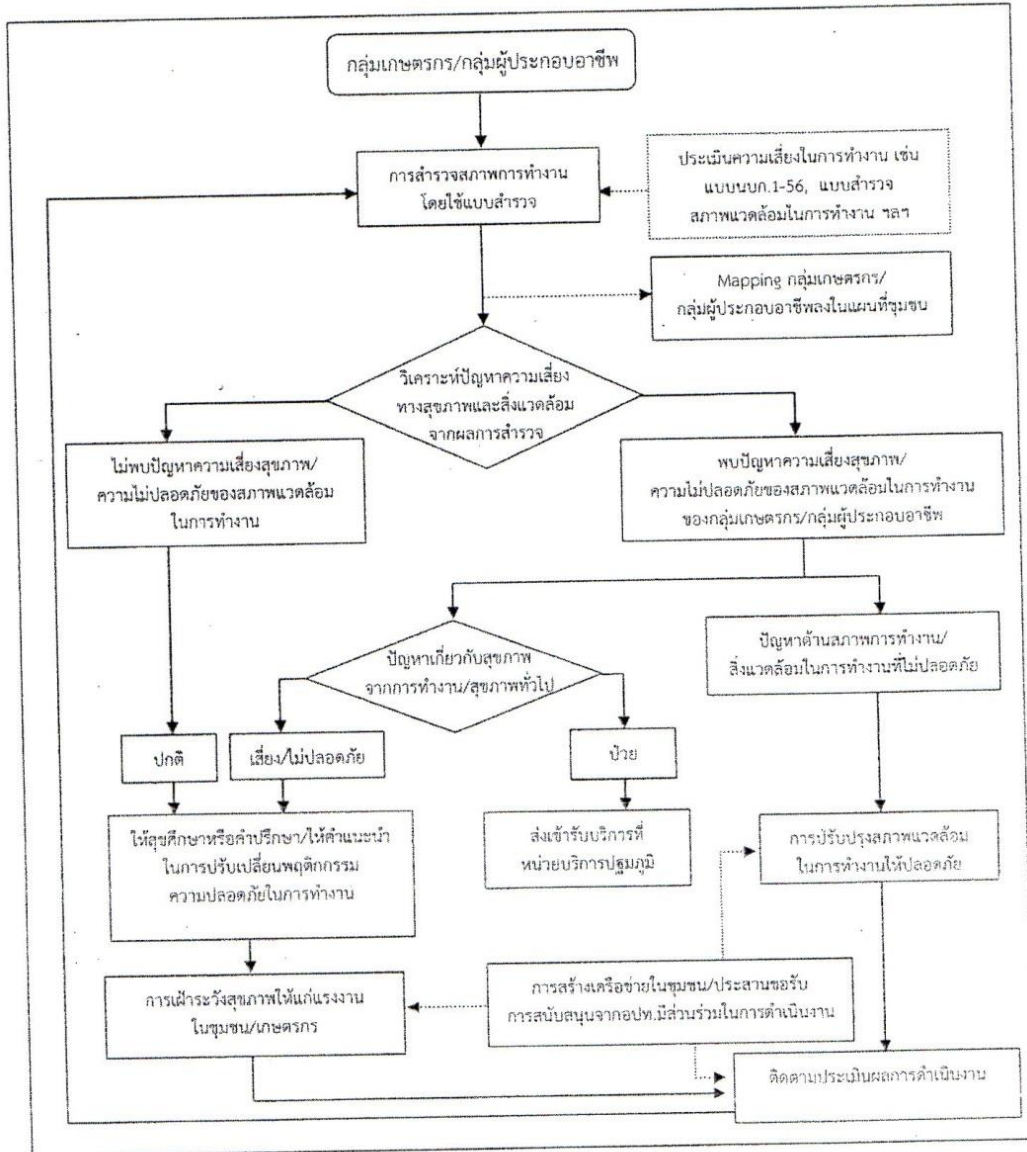 กลุ่มเกษตรกร/กลุ่มผู้ประกอบอาชีพ
การสำรวจสภาพการทำงาน
โดยใช้แบบสำรวจ
ประเมินความเสี่ยงในการทำงาน เช่น
แบบนบก.1-56, แบบสำรวจ
สภาพแวดล้อมในการทำงาน ฯลฯ
Mapping กลุ่มเกษตรกร/
กลุ่มผู้ประกอบอาชีพลงในแผนที่ชุมชน
วิเคราะห์ปัญหาความเสี่ยง
ทางสุขภาพและสิ่งแวดล้อม
จากผลการสำรวจ
ไม่พบปัญหาความเสี่ยงสุขภาพ/
ความไม่ปลอดภัยของสภาพแวดล้อม
ในการทำงาน
พบปัญหาความเสี่ยงสุขภาพ/
ความไม่ปลอดภัยของสภาพแวดล้อมในการทำงาน
ของกลุ่มเกษตรกร/กลุ่มผู้ประกอบอาชีพ
ปัญหาเกี่ยวกับสุขภาพ
จากการทำงาน/สุขภาพทั่วไป
ปัญหาด้านสภาพการทำงาน/
สิ่งแวดล้อมในการทำงานที่ไม่ปลอดภัย
ปกติ
เสี่ยง/ไม่ปลอดภัย
ป่วย
ให้สุขศึกษาหรือคำปรึกษา/ให้คำแนะนำ
ในการปรับเปลี่ยนพฤติกรรม
ความปลอดภัยในการทำงาน
ส่งเข้ารับบริการที่
หน่วยบริการปฐมภูมิ
การปรับปรุงสภาพแวดล้อม
ในการทำงานให้ปลอดภัย
การเฝ้าระวังสุขภาพให้แก่แรงงาน
ในชุมชน/เกษตรกร
การสร้างเครือข่ายในชุมชน/ประสานขอรับ
การสนับสนุนจากอปท.มีส่วนร่วมในการดำเนินงาน
ติดตามประเมินผลการดำเนินงาน